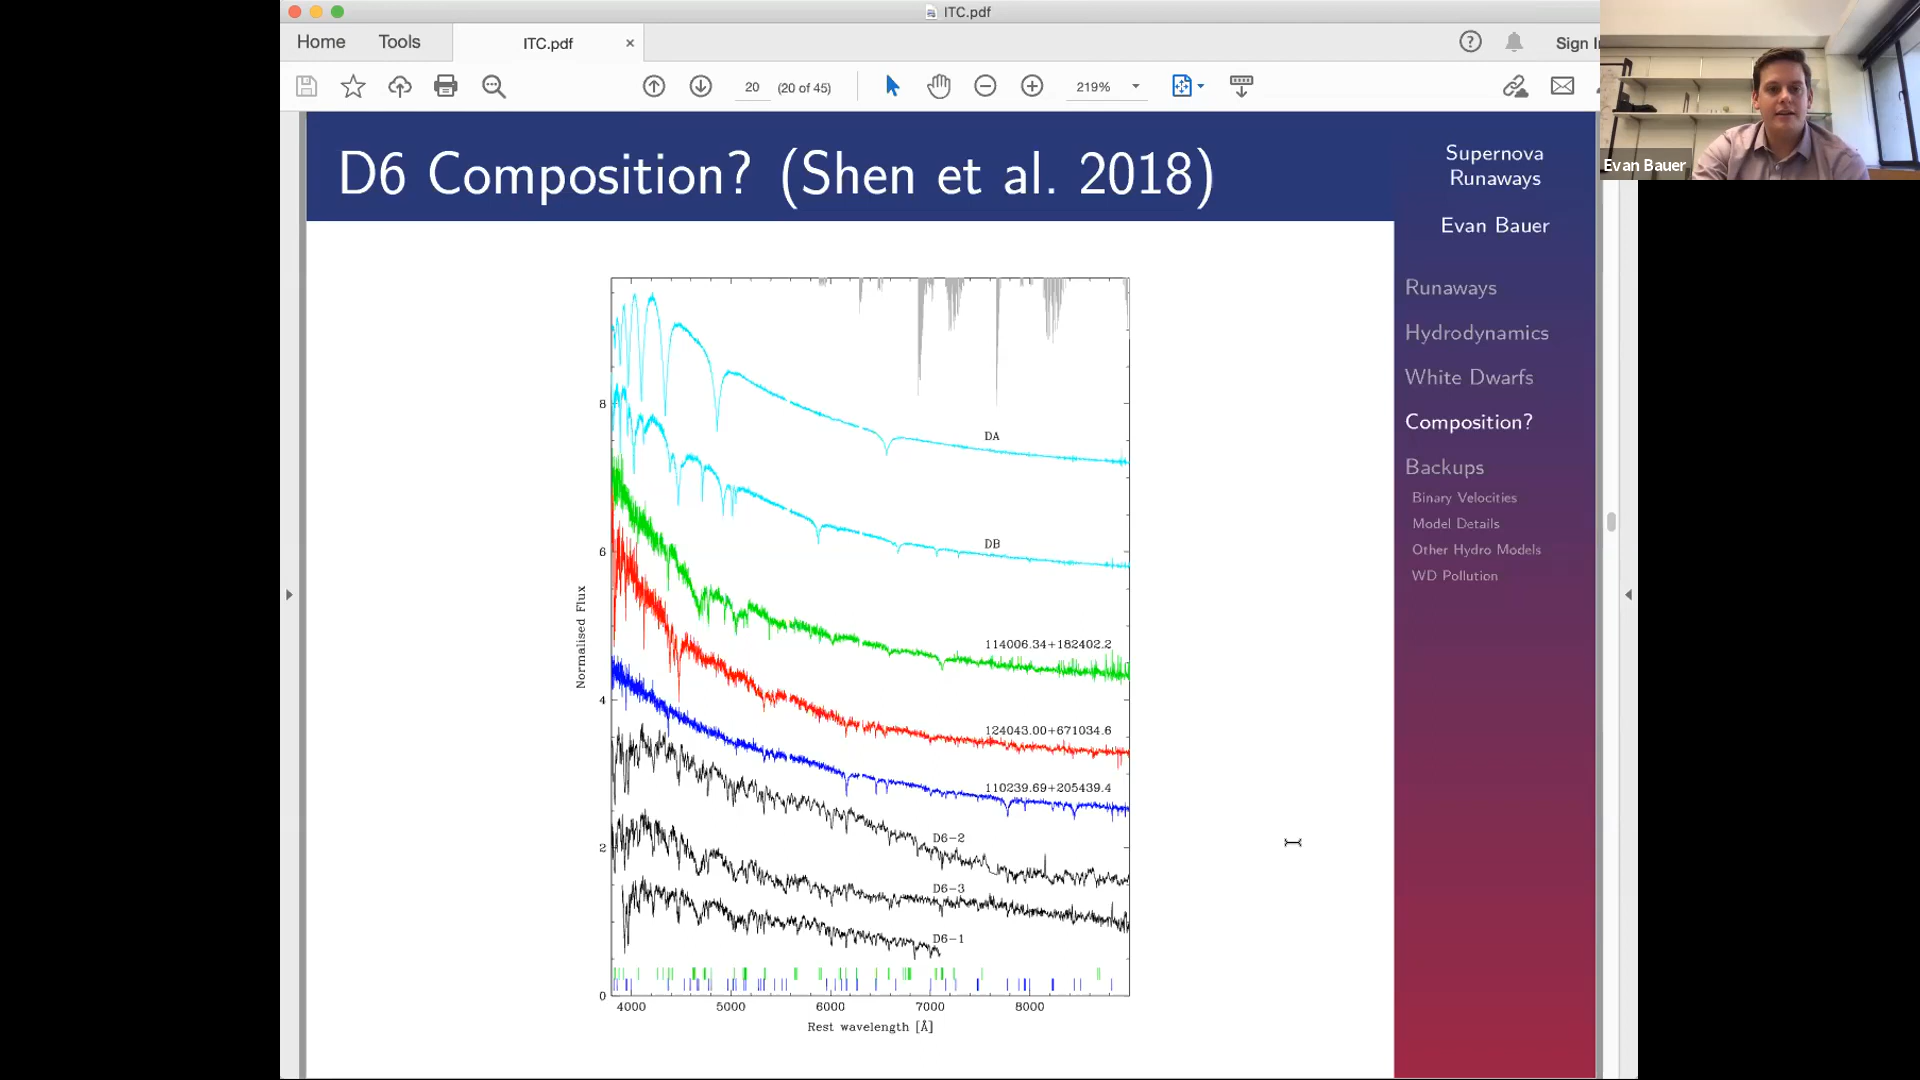 ITC.pdf
Home
Tools
ITC.pdf
×
Sign I
20
(20 of 45)
219%
Evan Bauer
D6 Composition? (Shen et al. 2018)
Supernova
Runaways
Evan Bauer
Runaways
Hydrodynamics
White Dwarfs
Composition?
Backups
Binary Velocities
Model Details
Other Hydro Models
WD Pollution
Normalised Flux
8
6
4
2
0
DA
DB
114006.34+182402.2
124043.00+671034.6
110239.69+205439.4
D6-2
D6-3
D6-1
4000
5000
6000
7000
8000
Rest wavelength [Å]